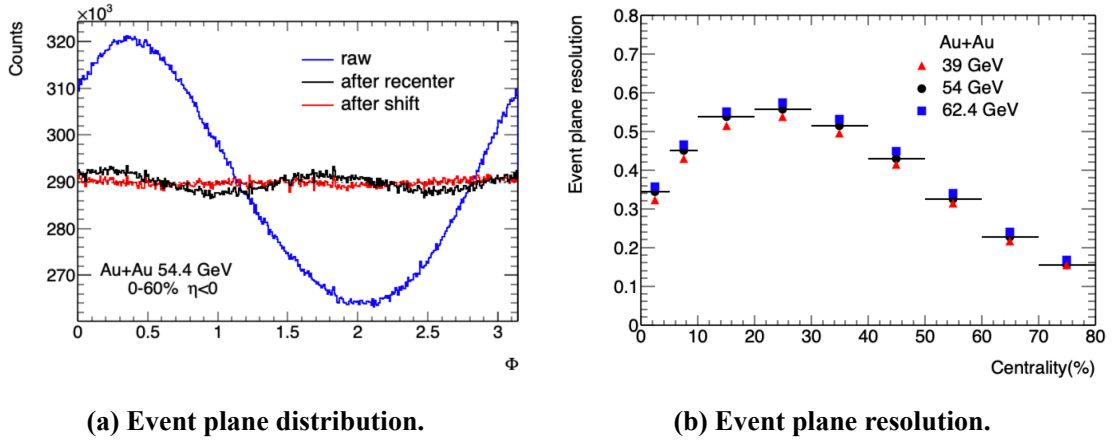 ×10³
Counts
320
310
300
290
280
270
raw
after recenter
after shift
Au+Au 54.4 GeV
0-60% η<0
0 0.5 1 1.5 2 2.5 3
Φ
(a) Event plane distribution.
Event plane resolution
0.8
0.7
0.6
0.5
0.4
0.3
0.2
0.1
0
Au+Au
39 GeV
54 GeV
62.4 GeV
0 10 20 30 40 50 60 70 80
Centrality(%)
(b) Event plane resolution.